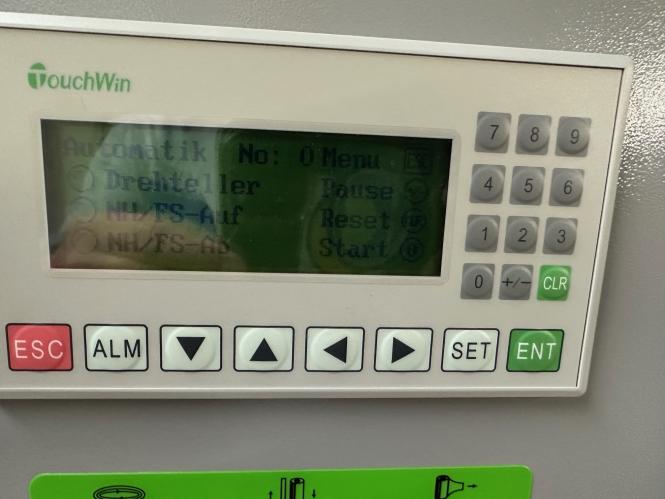 TouchWin
Automatik No: 0 Menu ESC
Drehteller Pause
NH/FS-Auf Reset
NH/FS-Ab Start
7 8 9
4 5 6
1 2 3
0 +/- CLR
ESC ALM SET ENT